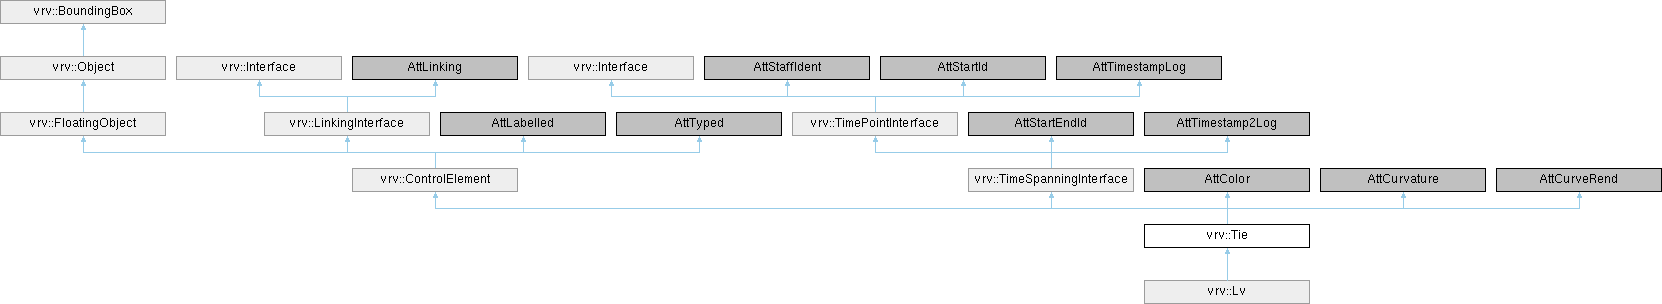 vrv::BoundingBox
vrv::Object vrv::Interface AttLinking vrv::Interface AttStaffIdent AttStartId AttTimestampLog
vrv::FloatingObject vrv::LinkingInterface AttLabelled AttTyped vrv::TimePointInterface AttStartEndId AttTimestamp2Log
vrv::ControlElement vrv::TimeSpanningInterface AttColor AttCurvature AttCurveRend
vrv::Tie
vrv::Lv